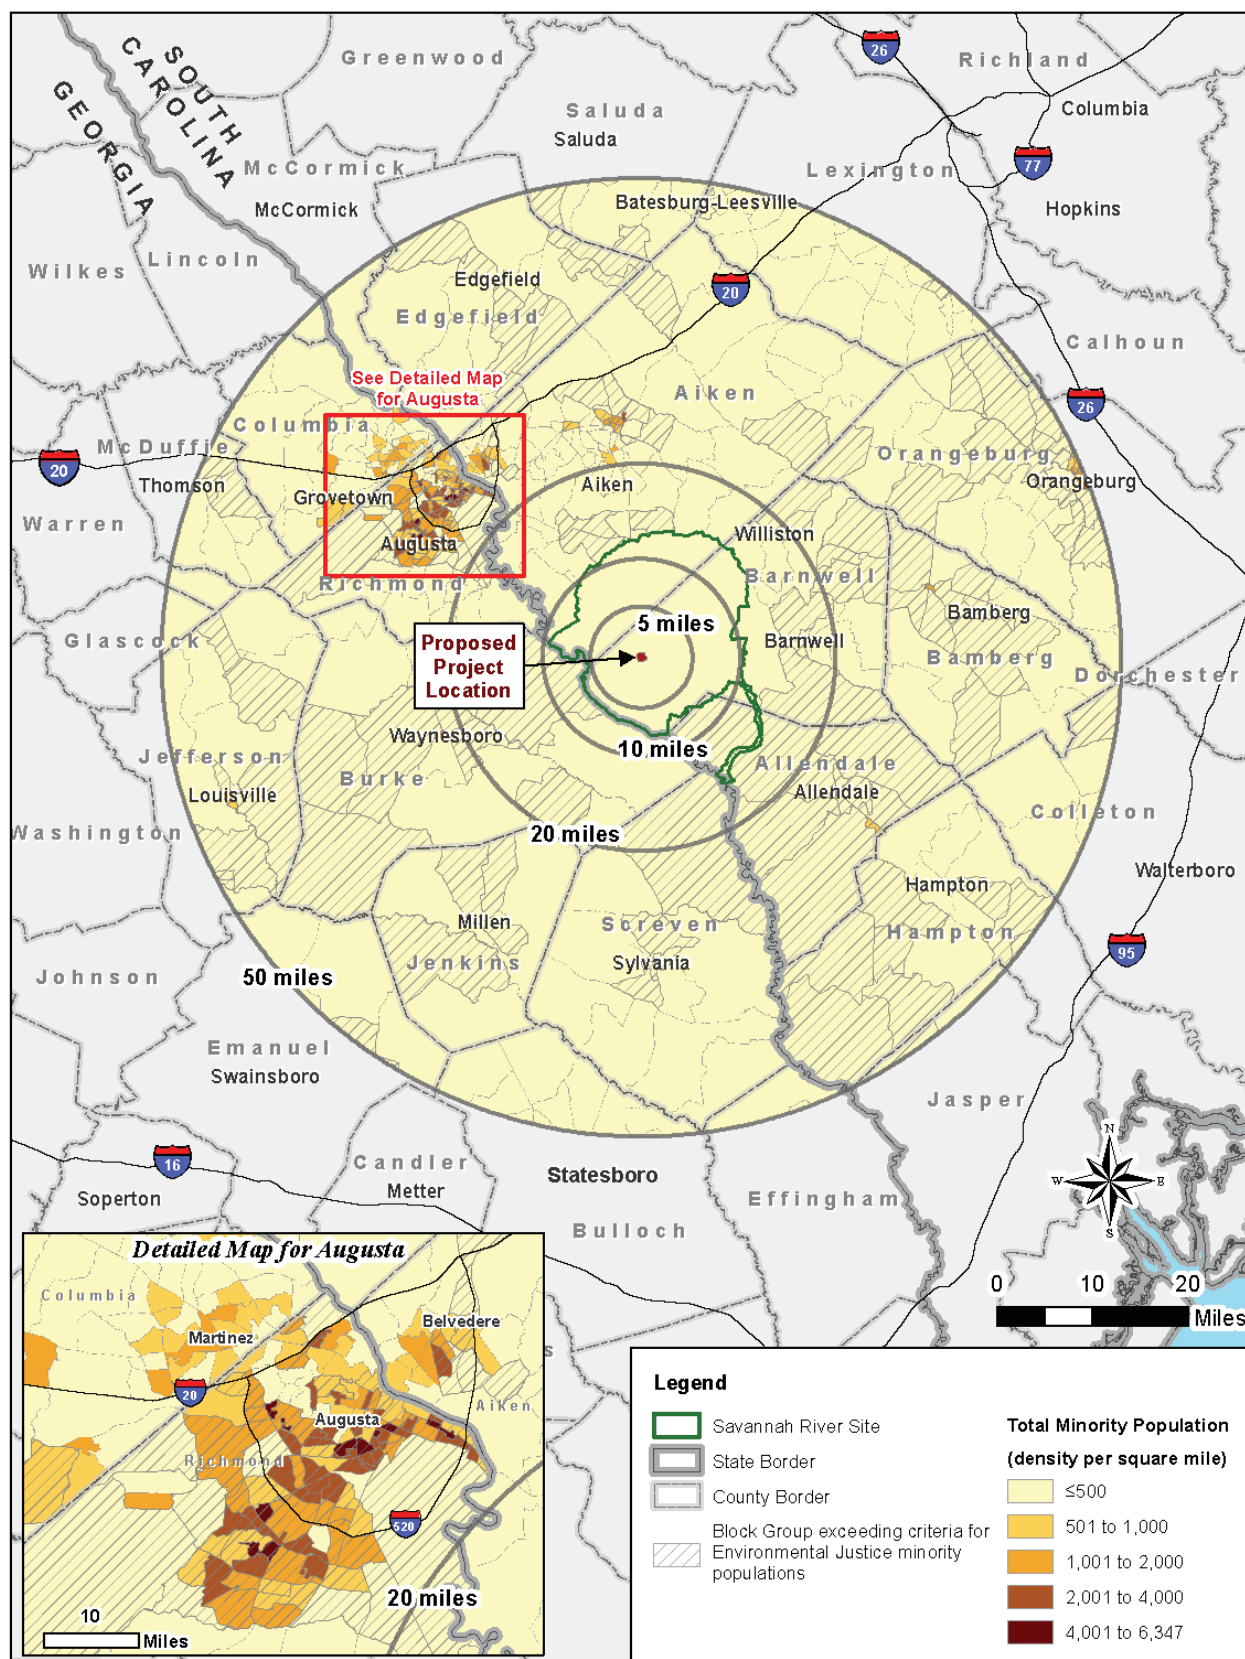 SOUTH
CAROLINA
GEORGIA
Greenwood
26
Richland
Columbia
Saluda
Saluda
77
McCormick
McCormick
Lexington
Hopkins
Batesburg-Leesville
Lincoln
Wilkes
Edgefield
20
Edgefield
Calhoun
See Detailed Map
for Augusta
Aiken
26
Columbia
McDuffie
20
Thomson
Orangeburg
Orangeburg
Grovetown
Aiken
Warren
Augusta
Williston
Richmond
Barnwell
Glascock
5 miles
Bamberg
Barnwell
Bamberg
Proposed
Project
Location
Dorchester
Waynesboro
10 miles
Jefferson
Burke
Allendale
Allendale
Louisville
Colleton
Washington
20 miles
Walterboro
Hampton
Millen
Screven
Hampton
Jenkins
Sylvania
95
Johnson
50 miles
Emanuel
Swainsboro
Jasper
N
W
E
S
16
Candler
Metter
Statesboro
Soperton
Effingham
Bulloch
0
10
20
Miles
Detailed Map for Augusta
Columbia
Martinez
Belvedere
s
20
Aiken
Augusta
Richmond
520
20 miles
10
Miles
Legend
Savannah River Site
State Border
County Border
Block Group exceeding criteria for
Environmental Justice minority
populations
Total Minority Population
(density per square mile)
≤500
501 to 1,000
1,001 to 2,000
2,001 to 4,000
4,001 to 6,347